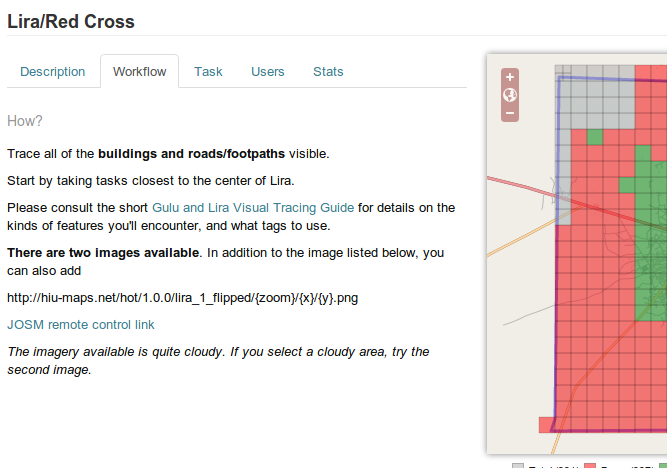 Lira/Red Cross
Description Workflow Task Users Stats
How?
Trace all of the buildings and roads/footpaths visible.
Start by taking tasks closest to the center of Lira.
Please consult the short Gulu and Lira Visual Tracing Guide for details on the
kinds of features you'll encounter, and what tags to use.
There are two images available. In addition to the image listed below, you
can also add
http://hiu-maps.net/hot/1.0.0/lira_1_flipped/{zoom}/{x}/{y}.png
JOSM remote control link
The imagery available is quite cloudy. If you select a cloudy area, try the
second image.
+
−